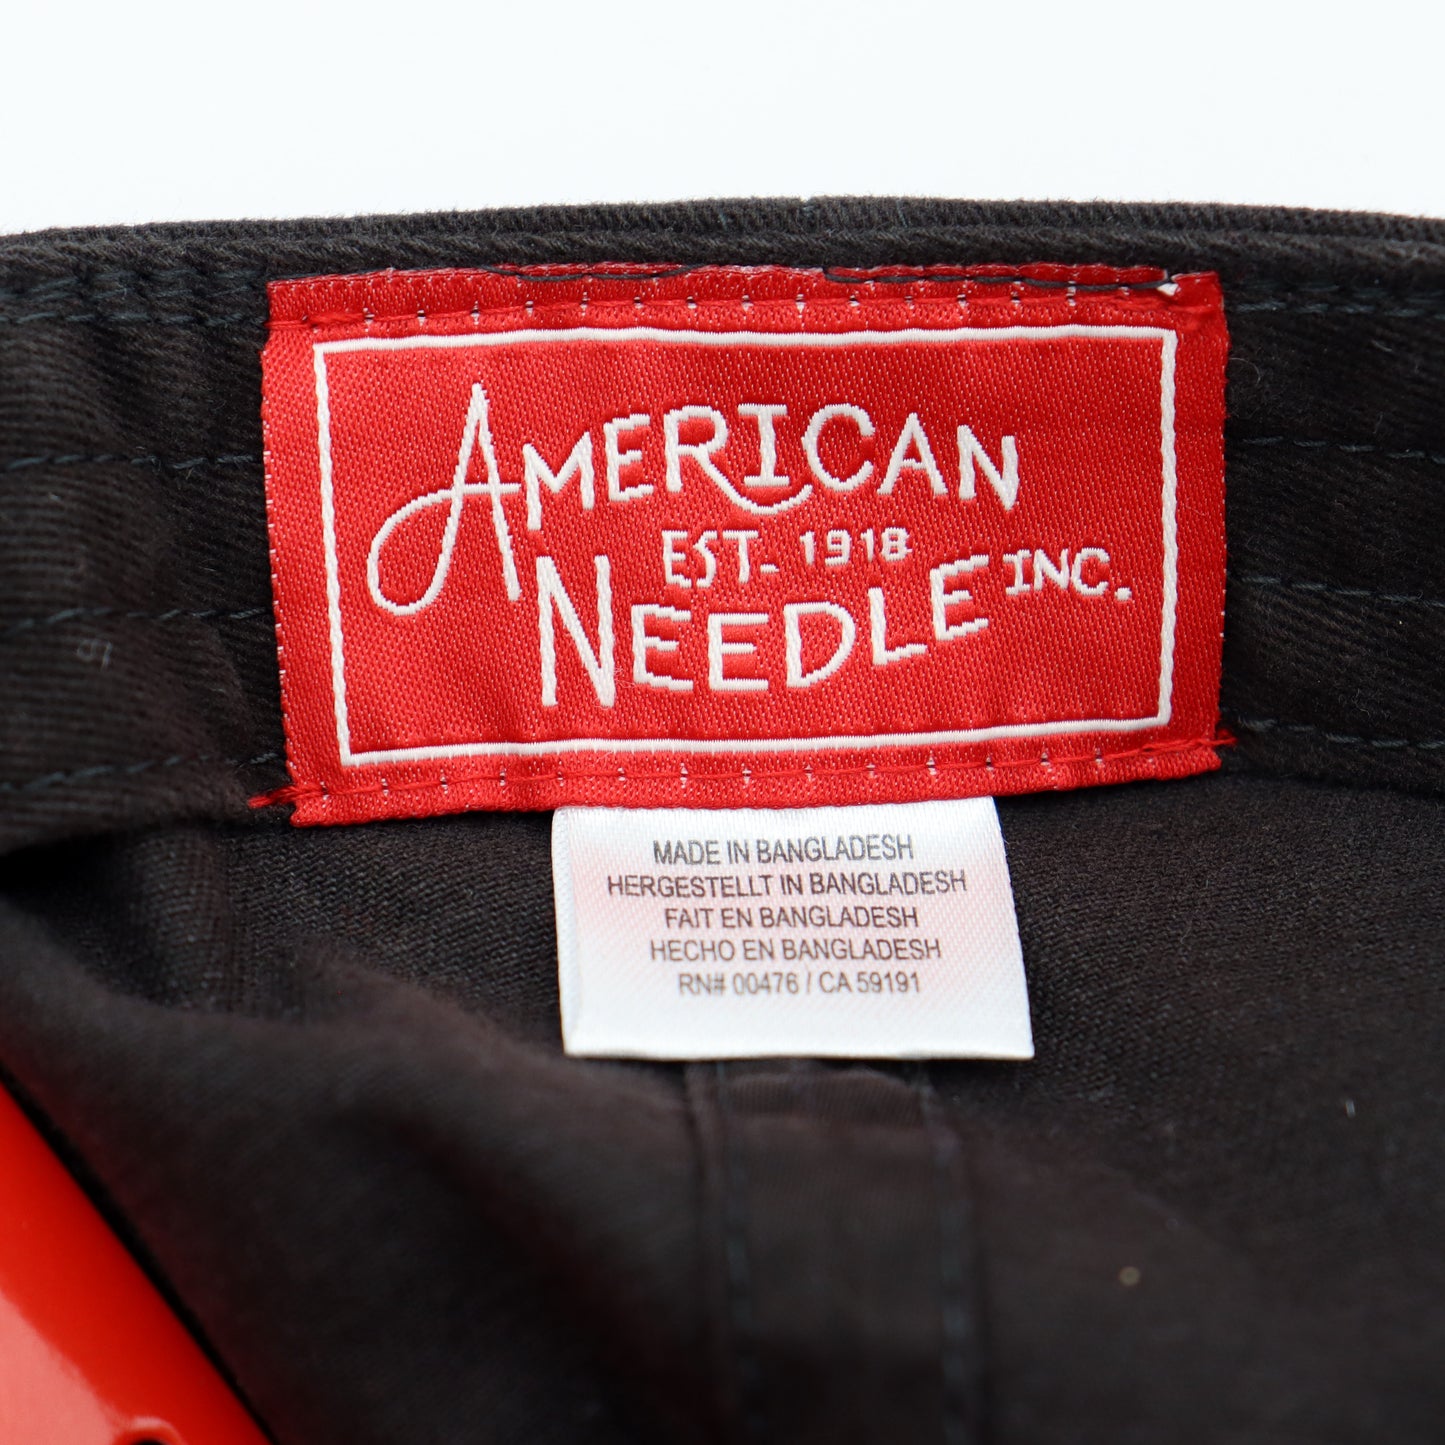 AMERICAN
EST. 1918
NEEDLE INC.
MADE IN BANGLADESH
HERGESTELLT IN BANGLADESH
FAIT EN BANGLADESH
HECHO EN BANGLADESH
RN# 00476 / CA 59191